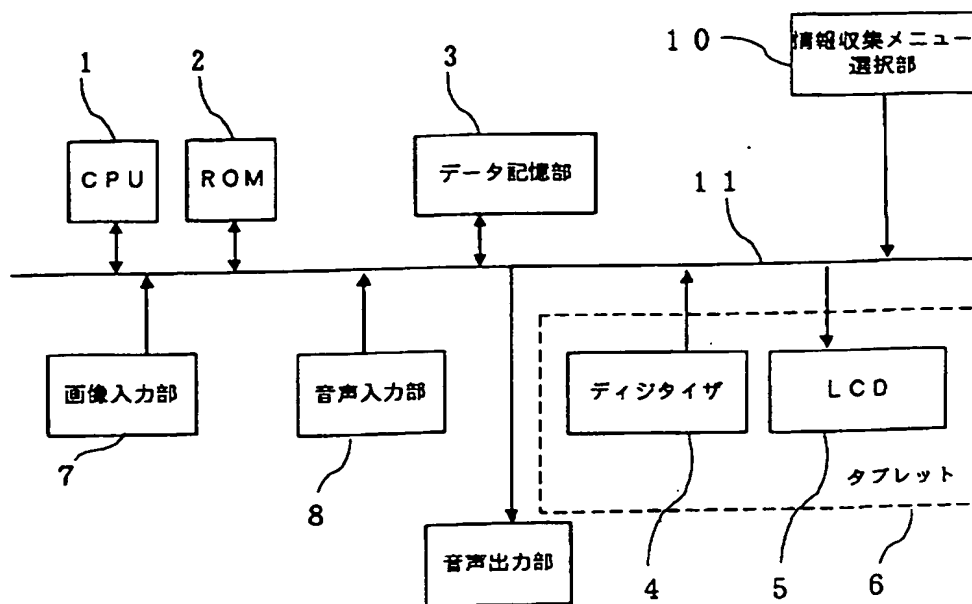 10
情報収集メニュー
選択部
1
2
3
CPU
ROM
データ記憶部
11
画像入力部
音声入力部
ディジタイザ
LCD
タブレット
7
8
音声出力部
4
5
6